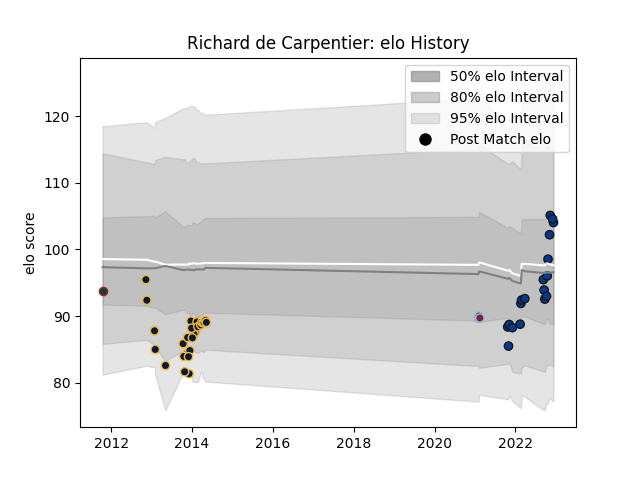 Richard de Carpentier: elo History
50% elo Interval
80% elo Interval
95% elo Interval
Post Match elo
elo score
120
110
100
90
80
2012 2014 2016 2018 2020 2022